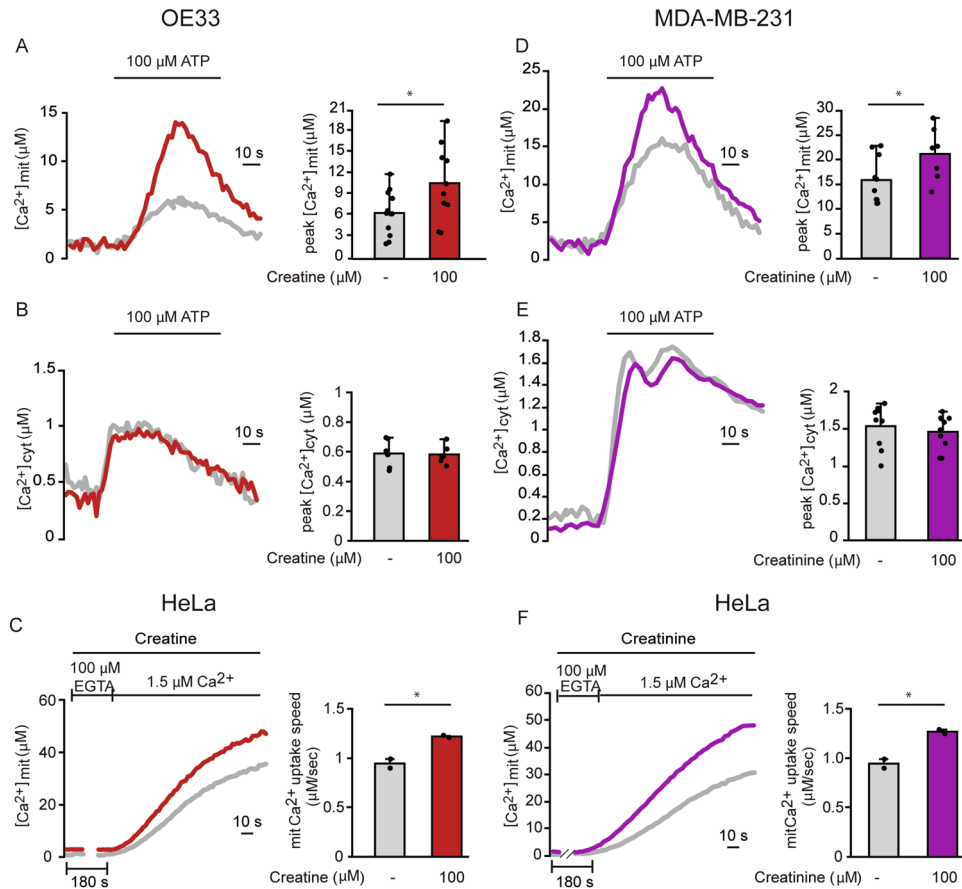 OE33
MDA-MB-231
A
100 µM ATP
15
10
5
0
[Ca²⁺]mit (µM)
10 s
*
21
18
15
12
9
6
3
0
peak [Ca²⁺]mit (µM)
Creatine (µM) - 100
D
100 µM ATP
25
20
15
10
5
0
[Ca²⁺]mit (µM)
10 s
*
30
25
20
15
10
5
0
peak [Ca²⁺]mit (µM)
Creatinine (µM) - 100
B
100 µM ATP
1.5
1
0.5
0
[Ca²⁺]cyt (µM)
10 s
1
0.8
0.6
0.4
0.2
0
peak [Ca²⁺]cyt (µM)
Creatine (µM) - 100
E
100 µM ATP
1.8
1.6
1.4
1.2
1
0.8
0.6
0.4
0.2
0
[Ca²⁺]cyt (µM)
10 s
2
1.5
1
0.5
0
peak [Ca²⁺]cyt (µM)
Creatinine (µM) - 100
HeLa
HeLa
C
Creatine
100 µM
EGTA
1.5 µM Ca²⁺
60
40
20
0
[Ca²⁺]mit (µM)
10 s
180 s
*
1.5
1
0.5
0
mitCa²⁺ uptake speed
(µM/sec)
Creatine (µM) - 100
F
Creatinine
100 µM
EGTA
1.5 µM Ca²⁺
60
50
40
30
20
10
0
[Ca²⁺]mit (µM)
10 s
180 s
*
1.5
1
0.5
0
mitCa²⁺ uptake speed
(µM/sec)
Creatinine (µM) - 100